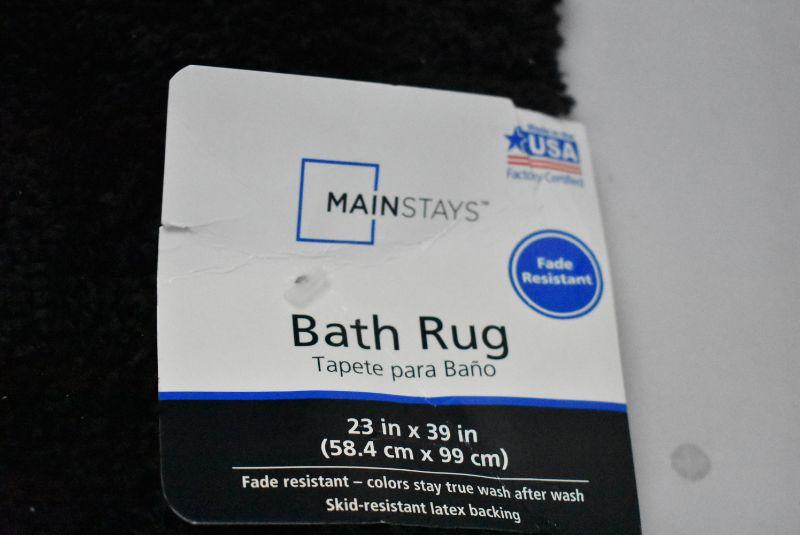 Made in the
USA
Factory Certified
MAINSTAYS™
Fade
Resistant
Bath Rug
Tapete para Baño
23 in x 39 in
(58.4 cm x 99 cm)
Fade resistant – colors stay true wash after wash
Skid-resistant latex backing